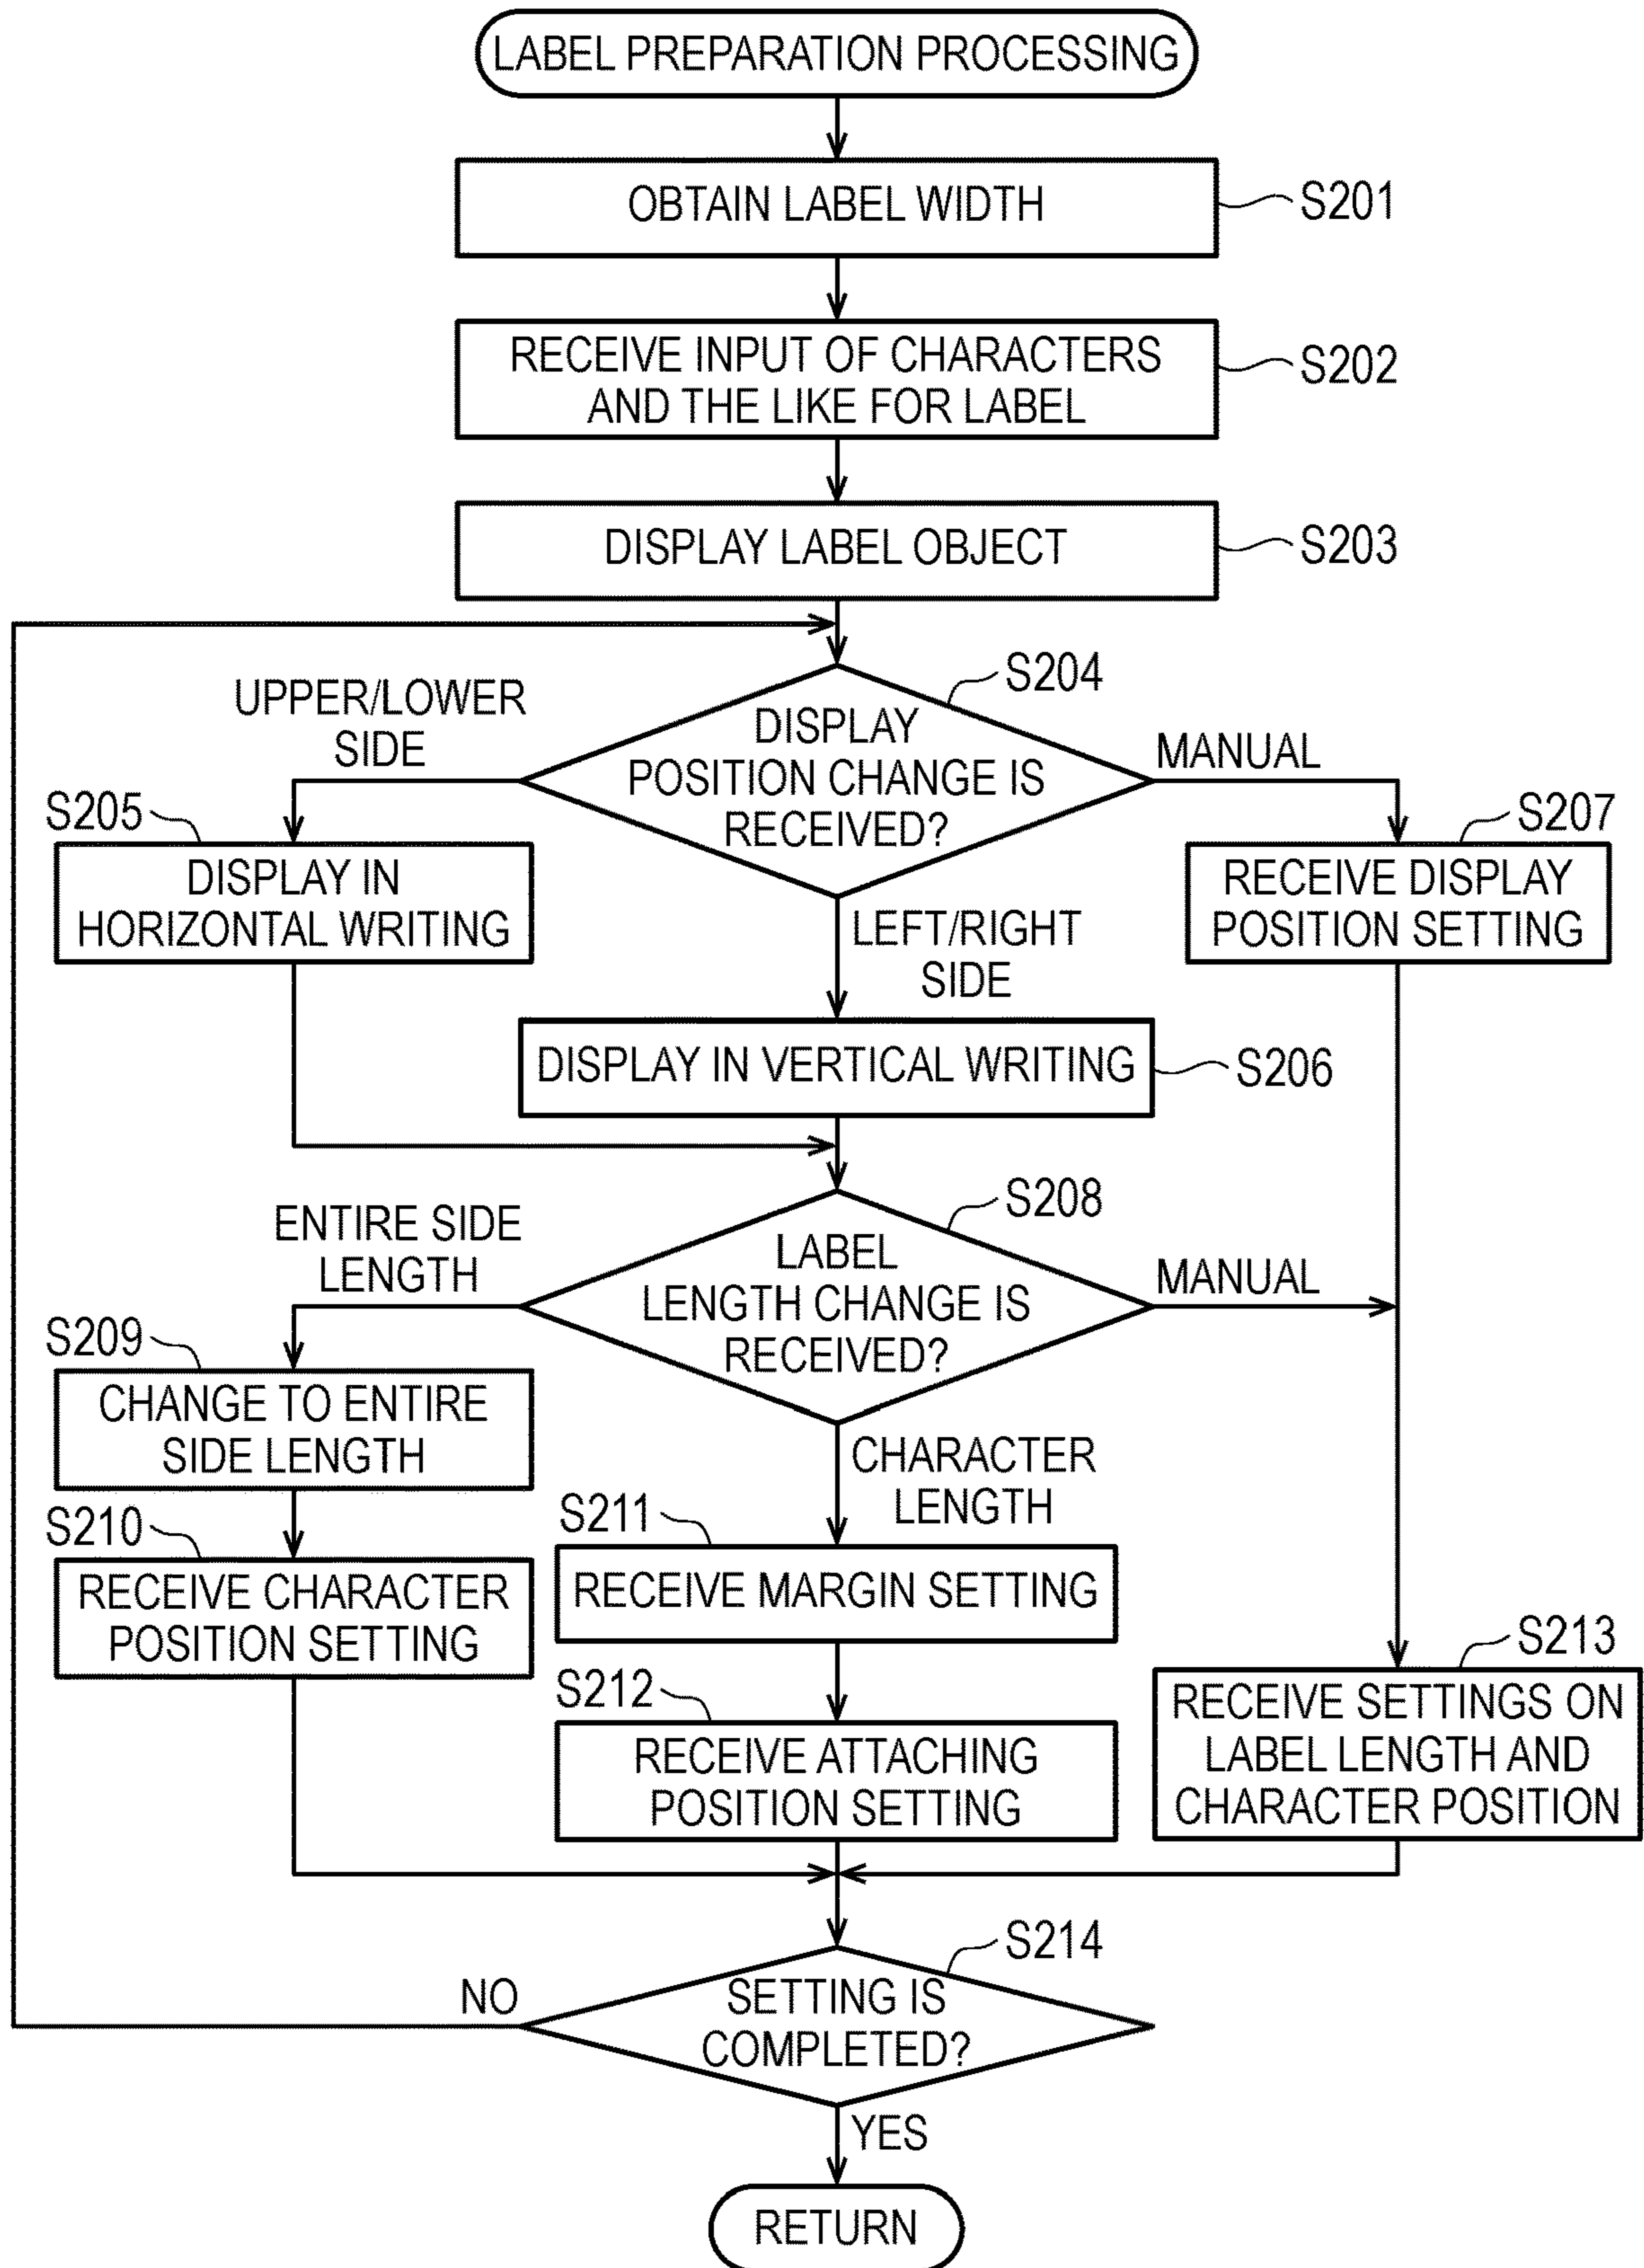 LABEL PREPARATION PROCESSING
OBTAIN LABEL WIDTH
S201
RECEIVE INPUT OF CHARACTERS
AND THE LIKE FOR LABEL
S202
DISPLAY LABEL OBJECT
S203
S204
DISPLAY
POSITION CHANGE IS
RECEIVED?
UPPER/LOWER
SIDE
MANUAL
S205
DISPLAY IN
HORIZONTAL WRITING
S207
RECEIVE DISPLAY
POSITION SETTING
LEFT/RIGHT
SIDE
DISPLAY IN VERTICAL WRITING
S206
S208
LABEL
LENGTH CHANGE IS
RECEIVED?
ENTIRE SIDE
LENGTH
MANUAL
S209
CHANGE TO ENTIRE
SIDE LENGTH
CHARACTER
LENGTH
S210
RECEIVE CHARACTER
POSITION SETTING
S211
RECEIVE MARGIN SETTING
S212
RECEIVE ATTACHING
POSITION SETTING
S213
RECEIVE SETTINGS ON
LABEL LENGTH AND
CHARACTER POSITION
S214
SETTING IS
COMPLETED?
NO
YES
RETURN